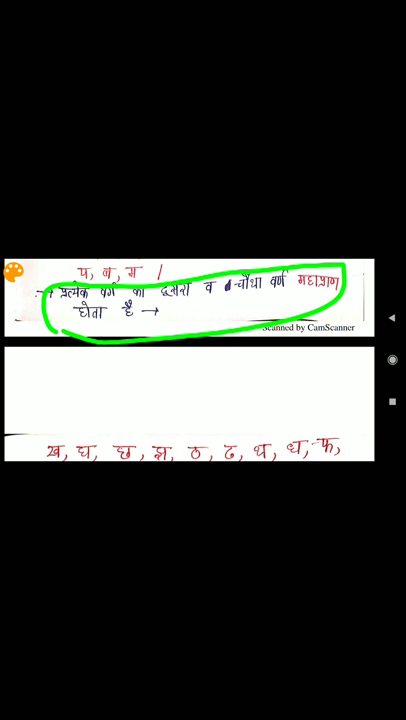 प, ब, म ।
→ प्रत्येक वर्ग का दूसरा व चौथा वर्ण महाप्राण
होता है →
Scanned by CamScanner
ख, घ, छ, झ, ठ, ढ, थ, ध, फ,